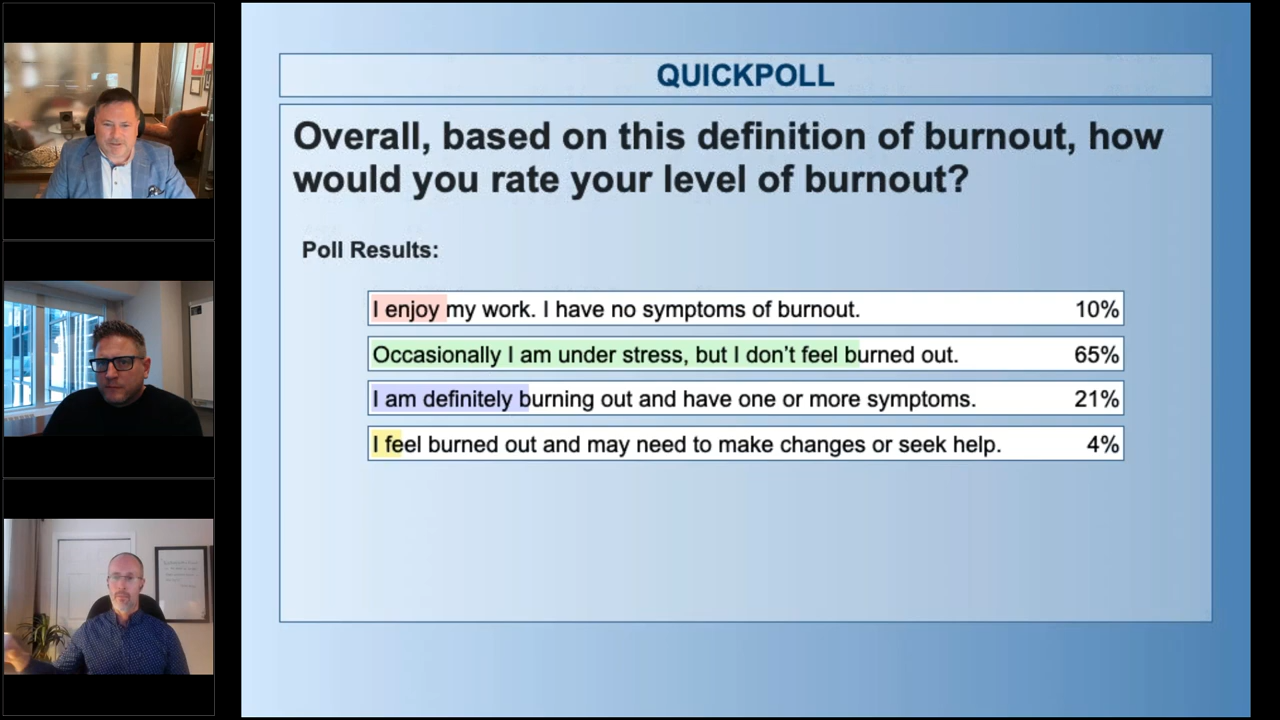 QUICKPOLL
Overall, based on this definition of burnout, how
would you rate your level of burnout?
Poll Results:
I enjoy my work. I have no symptoms of burnout. 10%
Occasionally I am under stress, but I don't feel burned out. 65%
I am definitely burning out and have one or more symptoms. 21%
I feel burned out and may need to make changes or seek help. 4%